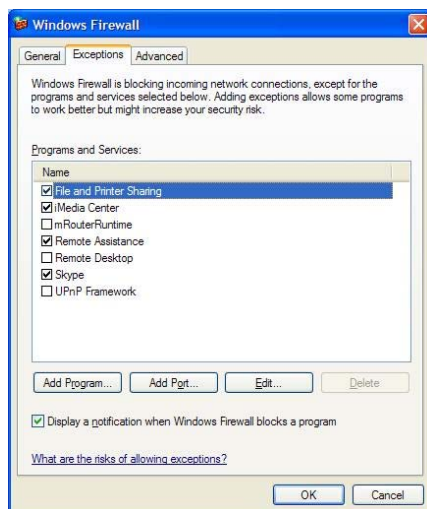 Windows Firewall
General Exceptions Advanced
Windows Firewall is blocking incoming network connections, except for the
programs and services selected below. Adding exceptions allows some programs
to work better but might increase your security risk.
Programs and Services:
Name
File and Printer Sharing
iMedia Center
mRouterRuntime
Remote Assistance
Remote Desktop
Skype
UPnP Framework
Add Program... Add Port... Edit... Delete
Display a notification when Windows Firewall blocks a program
What are the risks of allowing exceptions?
OK Cancel